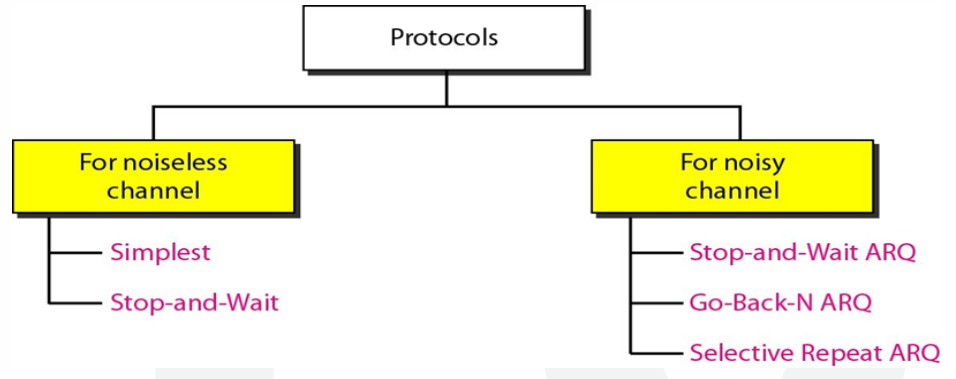 Protocols
For noiseless
channel
Simplest
Stop-and-Wait
For noisy
channel
Stop-and-Wait ARQ
Go-Back-N ARQ
Selective Repeat ARQ